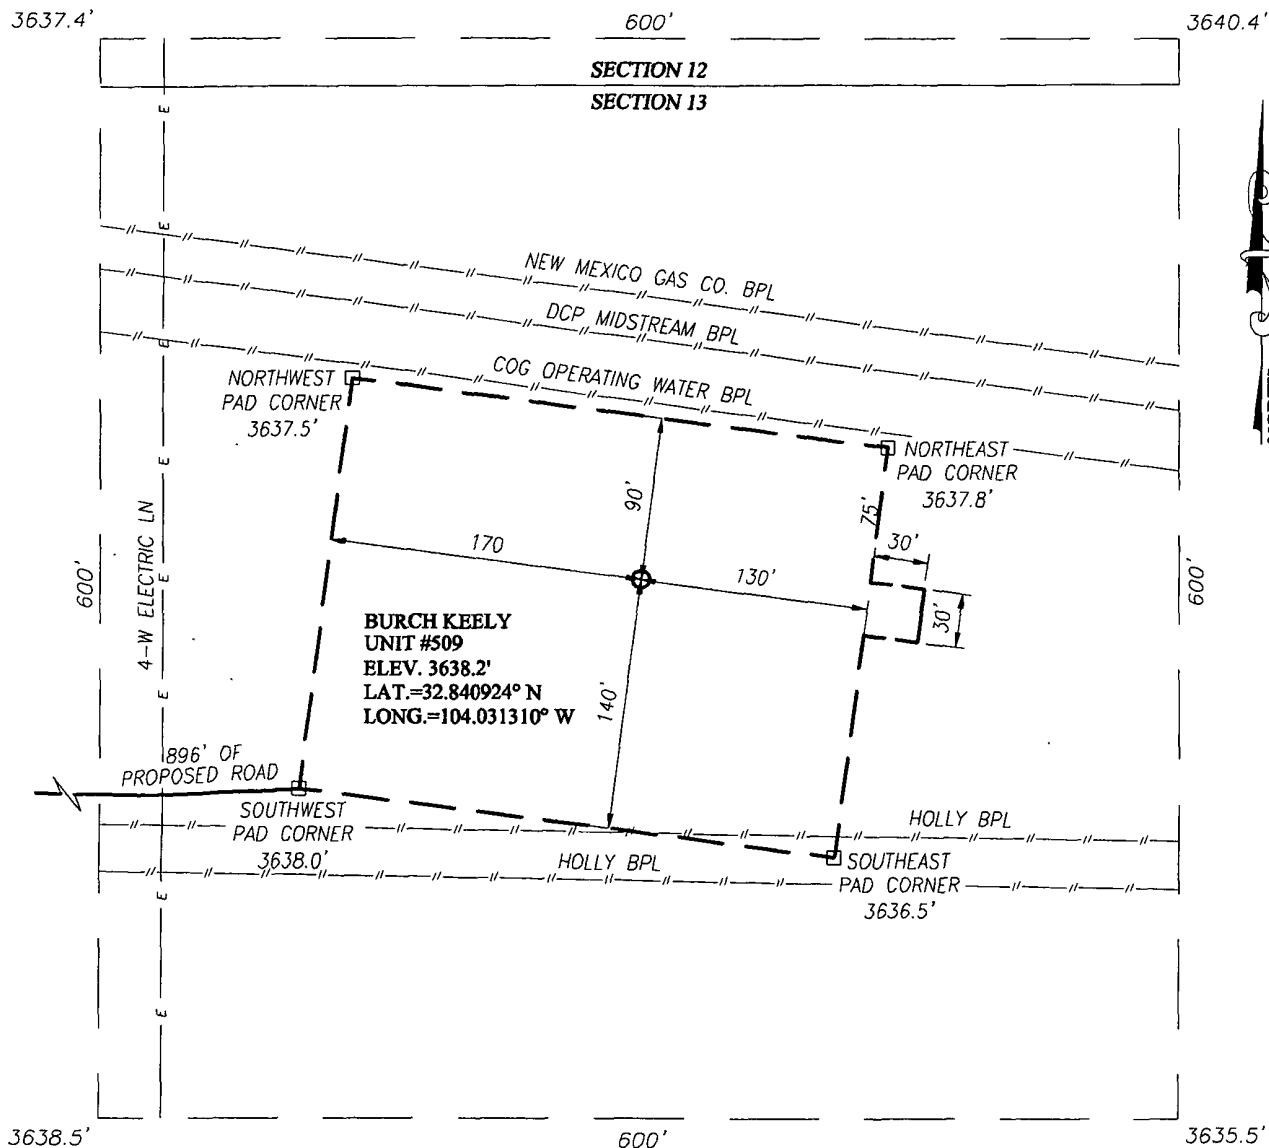 3637.4'
600'
3640.4'
SECTION 12
SECTION 13
E
E
E
E
E
E
E
E
NEW MEXICO GAS CO. BPL
DCP MIDSTREAM BPL
COG OPERATING WATER BPL
NORTHWEST
PAD CORNER
3637.5'
NORTHEAST
PAD CORNER
3637.8'
90'
75'
30'
30'
170
130'
140'
600'
600'
4-W ELECTRIC LN
BURCH KEELY
UNIT #509
ELEV. 3638.2'
LAT.=32.840924° N
LONG.=104.031310° W
896' OF
PROPOSED ROAD
SOUTHWEST
PAD CORNER
3638.0'
HOLLY BPL
HOLLY BPL
SOUTHEAST
PAD CORNER
3636.5'
3638.5'
600'
3635.5'